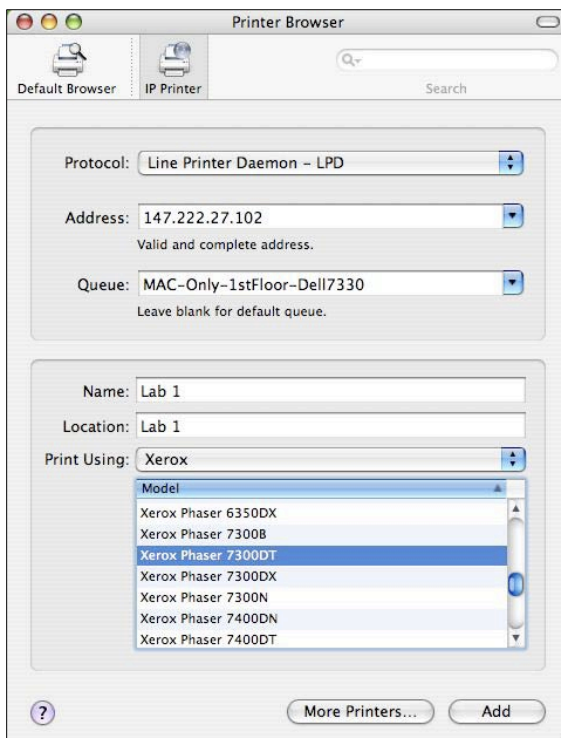 Printer Browser
Default Browser
IP Printer
Search
Protocol: Line Printer Daemon – LPD
Address: 147.222.27.102
Valid and complete address.
Queue: MAC-Only-1stFloor-Dell7330
Leave blank for default queue.
Name: Lab 1
Location: Lab 1
Print Using: Xerox
Model
Xerox Phaser 6350DX
Xerox Phaser 7300B
Xerox Phaser 7300DT
Xerox Phaser 7300DX
Xerox Phaser 7300N
Xerox Phaser 7400DN
Xerox Phaser 7400DT
?
More Printers...
Add